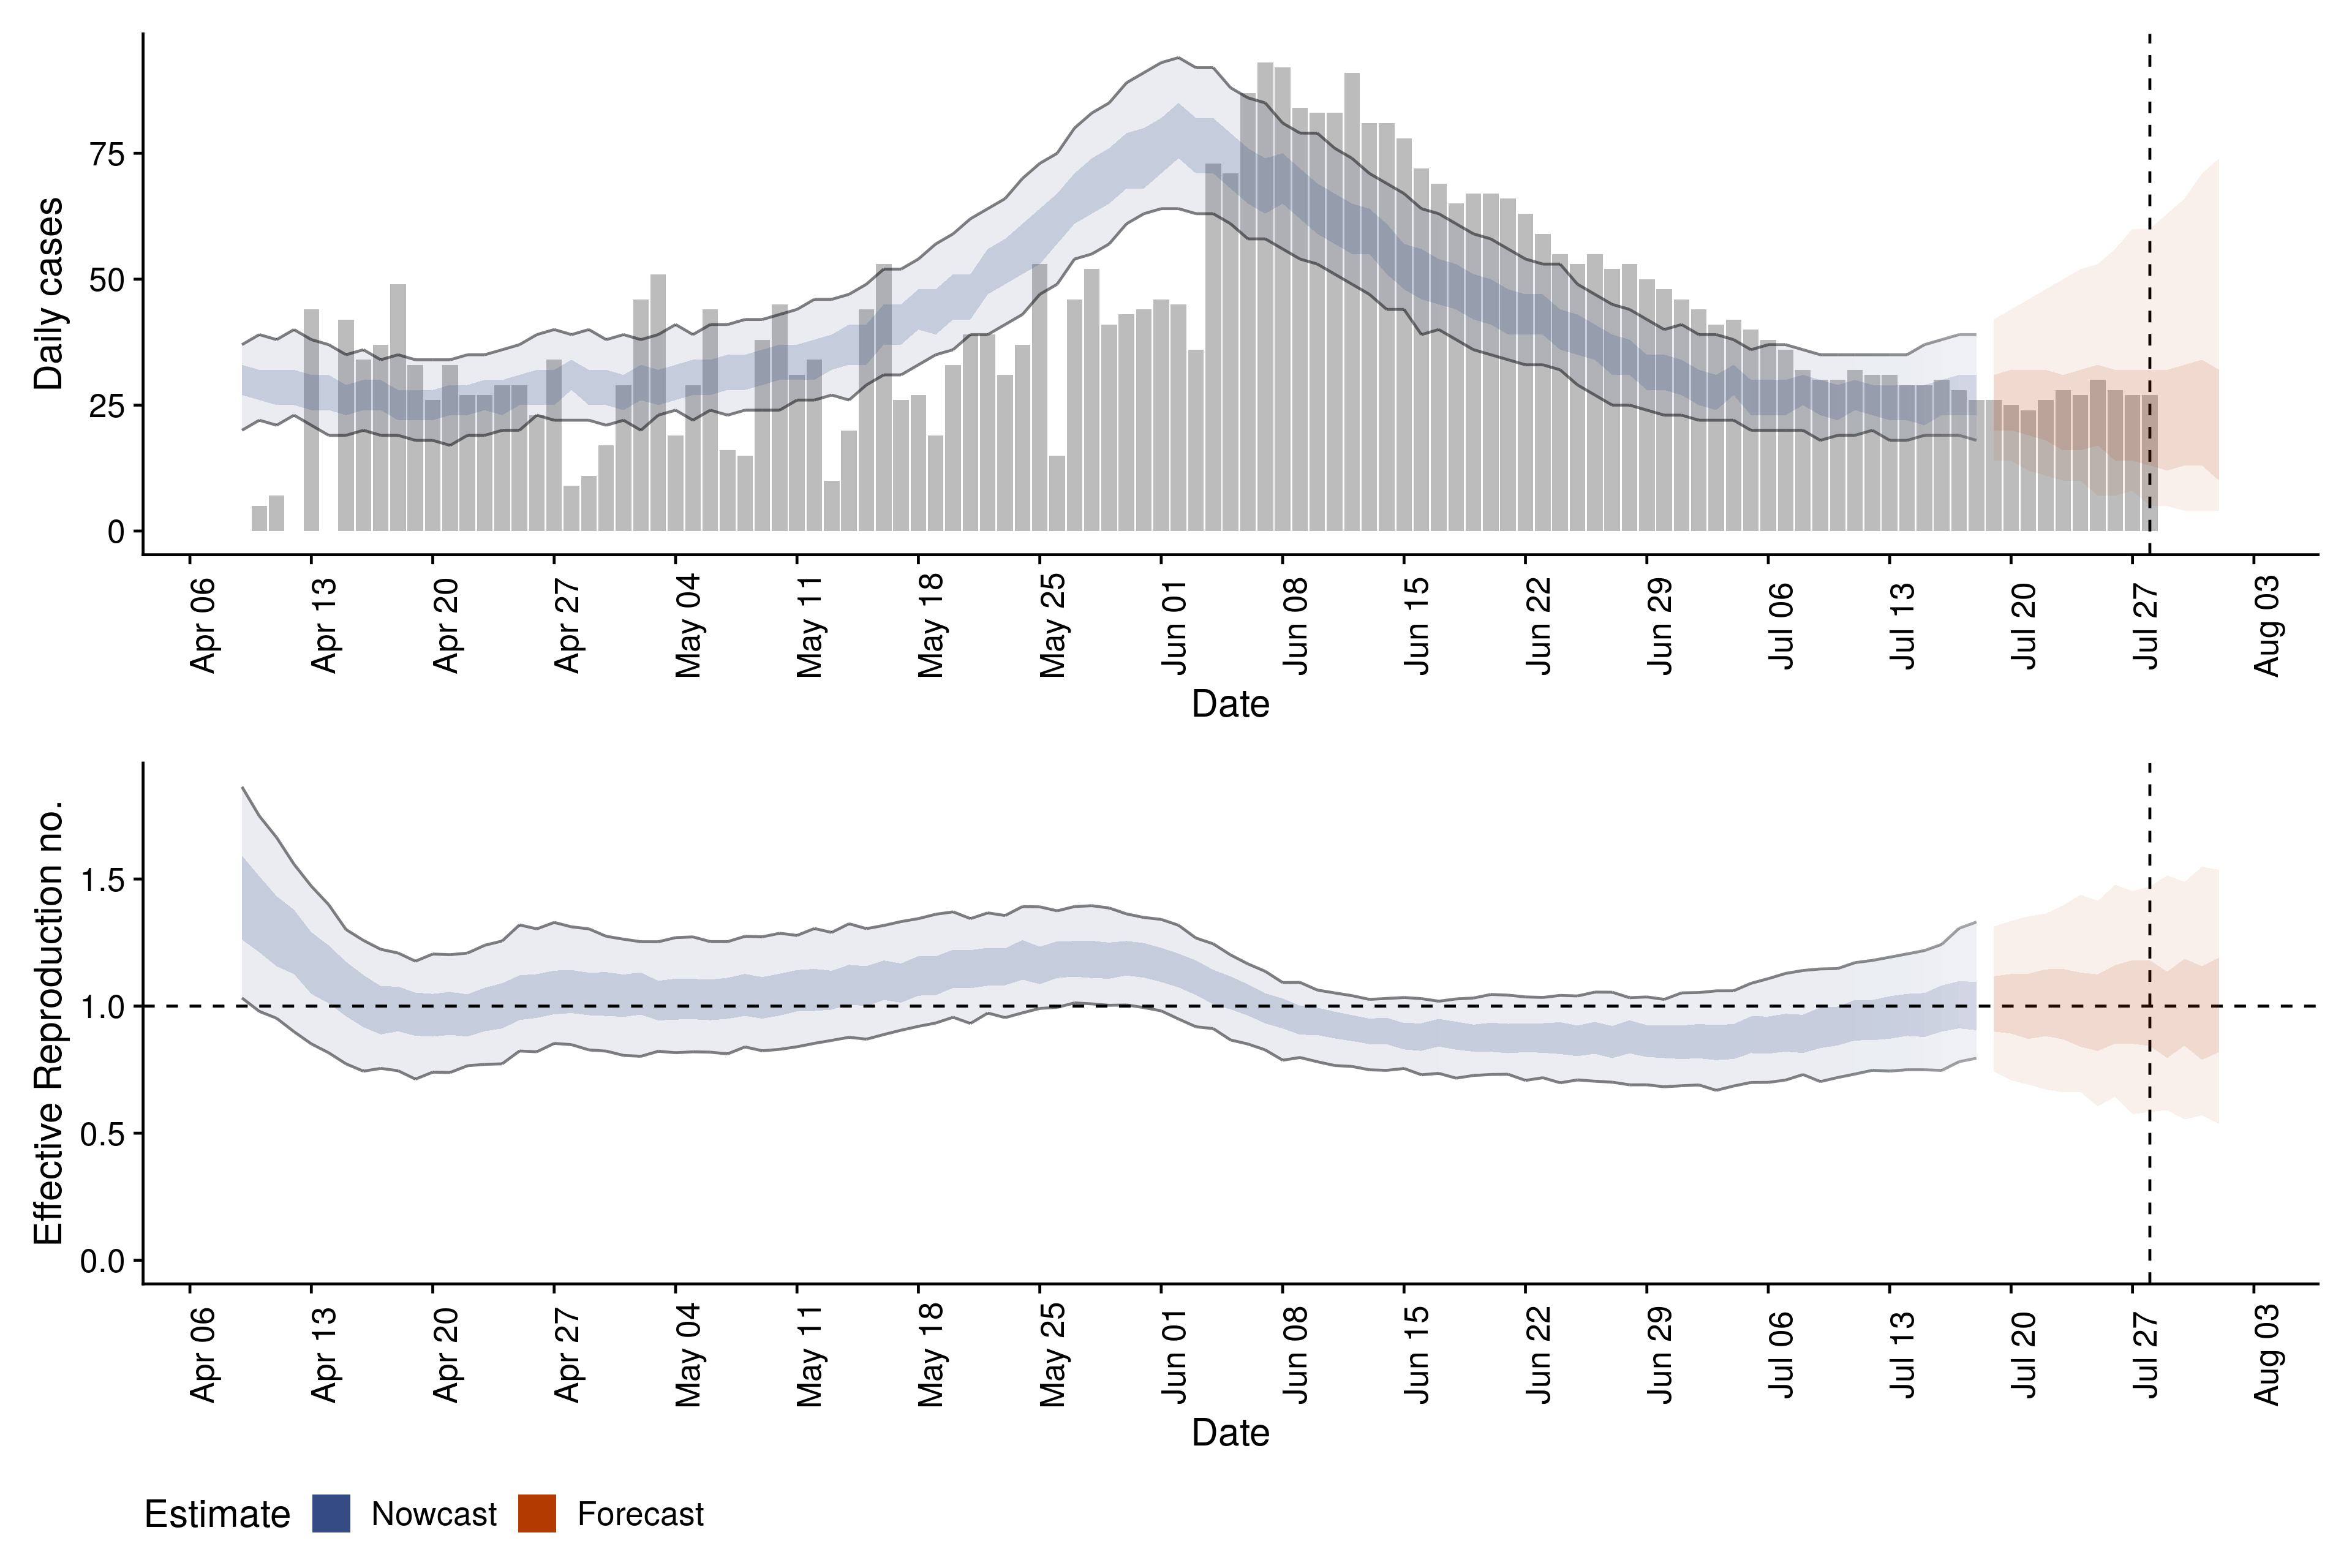 Daily cases
75
50
25
0
Apr 06 Apr 13 Apr 20 Apr 27 May 04 May 11 May 18 May 25 Jun 01 Jun 08 Jun 15 Jun 22 Jun 29 Jul 06 Jul 13 Jul 20 Jul 27 Aug 03
Date
Effective Reproduction no.
1.5
1.0
0.5
0.0
Apr 06 Apr 13 Apr 20 Apr 27 May 04 May 11 May 18 May 25 Jun 01 Jun 08 Jun 15 Jun 22 Jun 29 Jul 06 Jul 13 Jul 20 Jul 27 Aug 03
Date
Estimate Nowcast Forecast